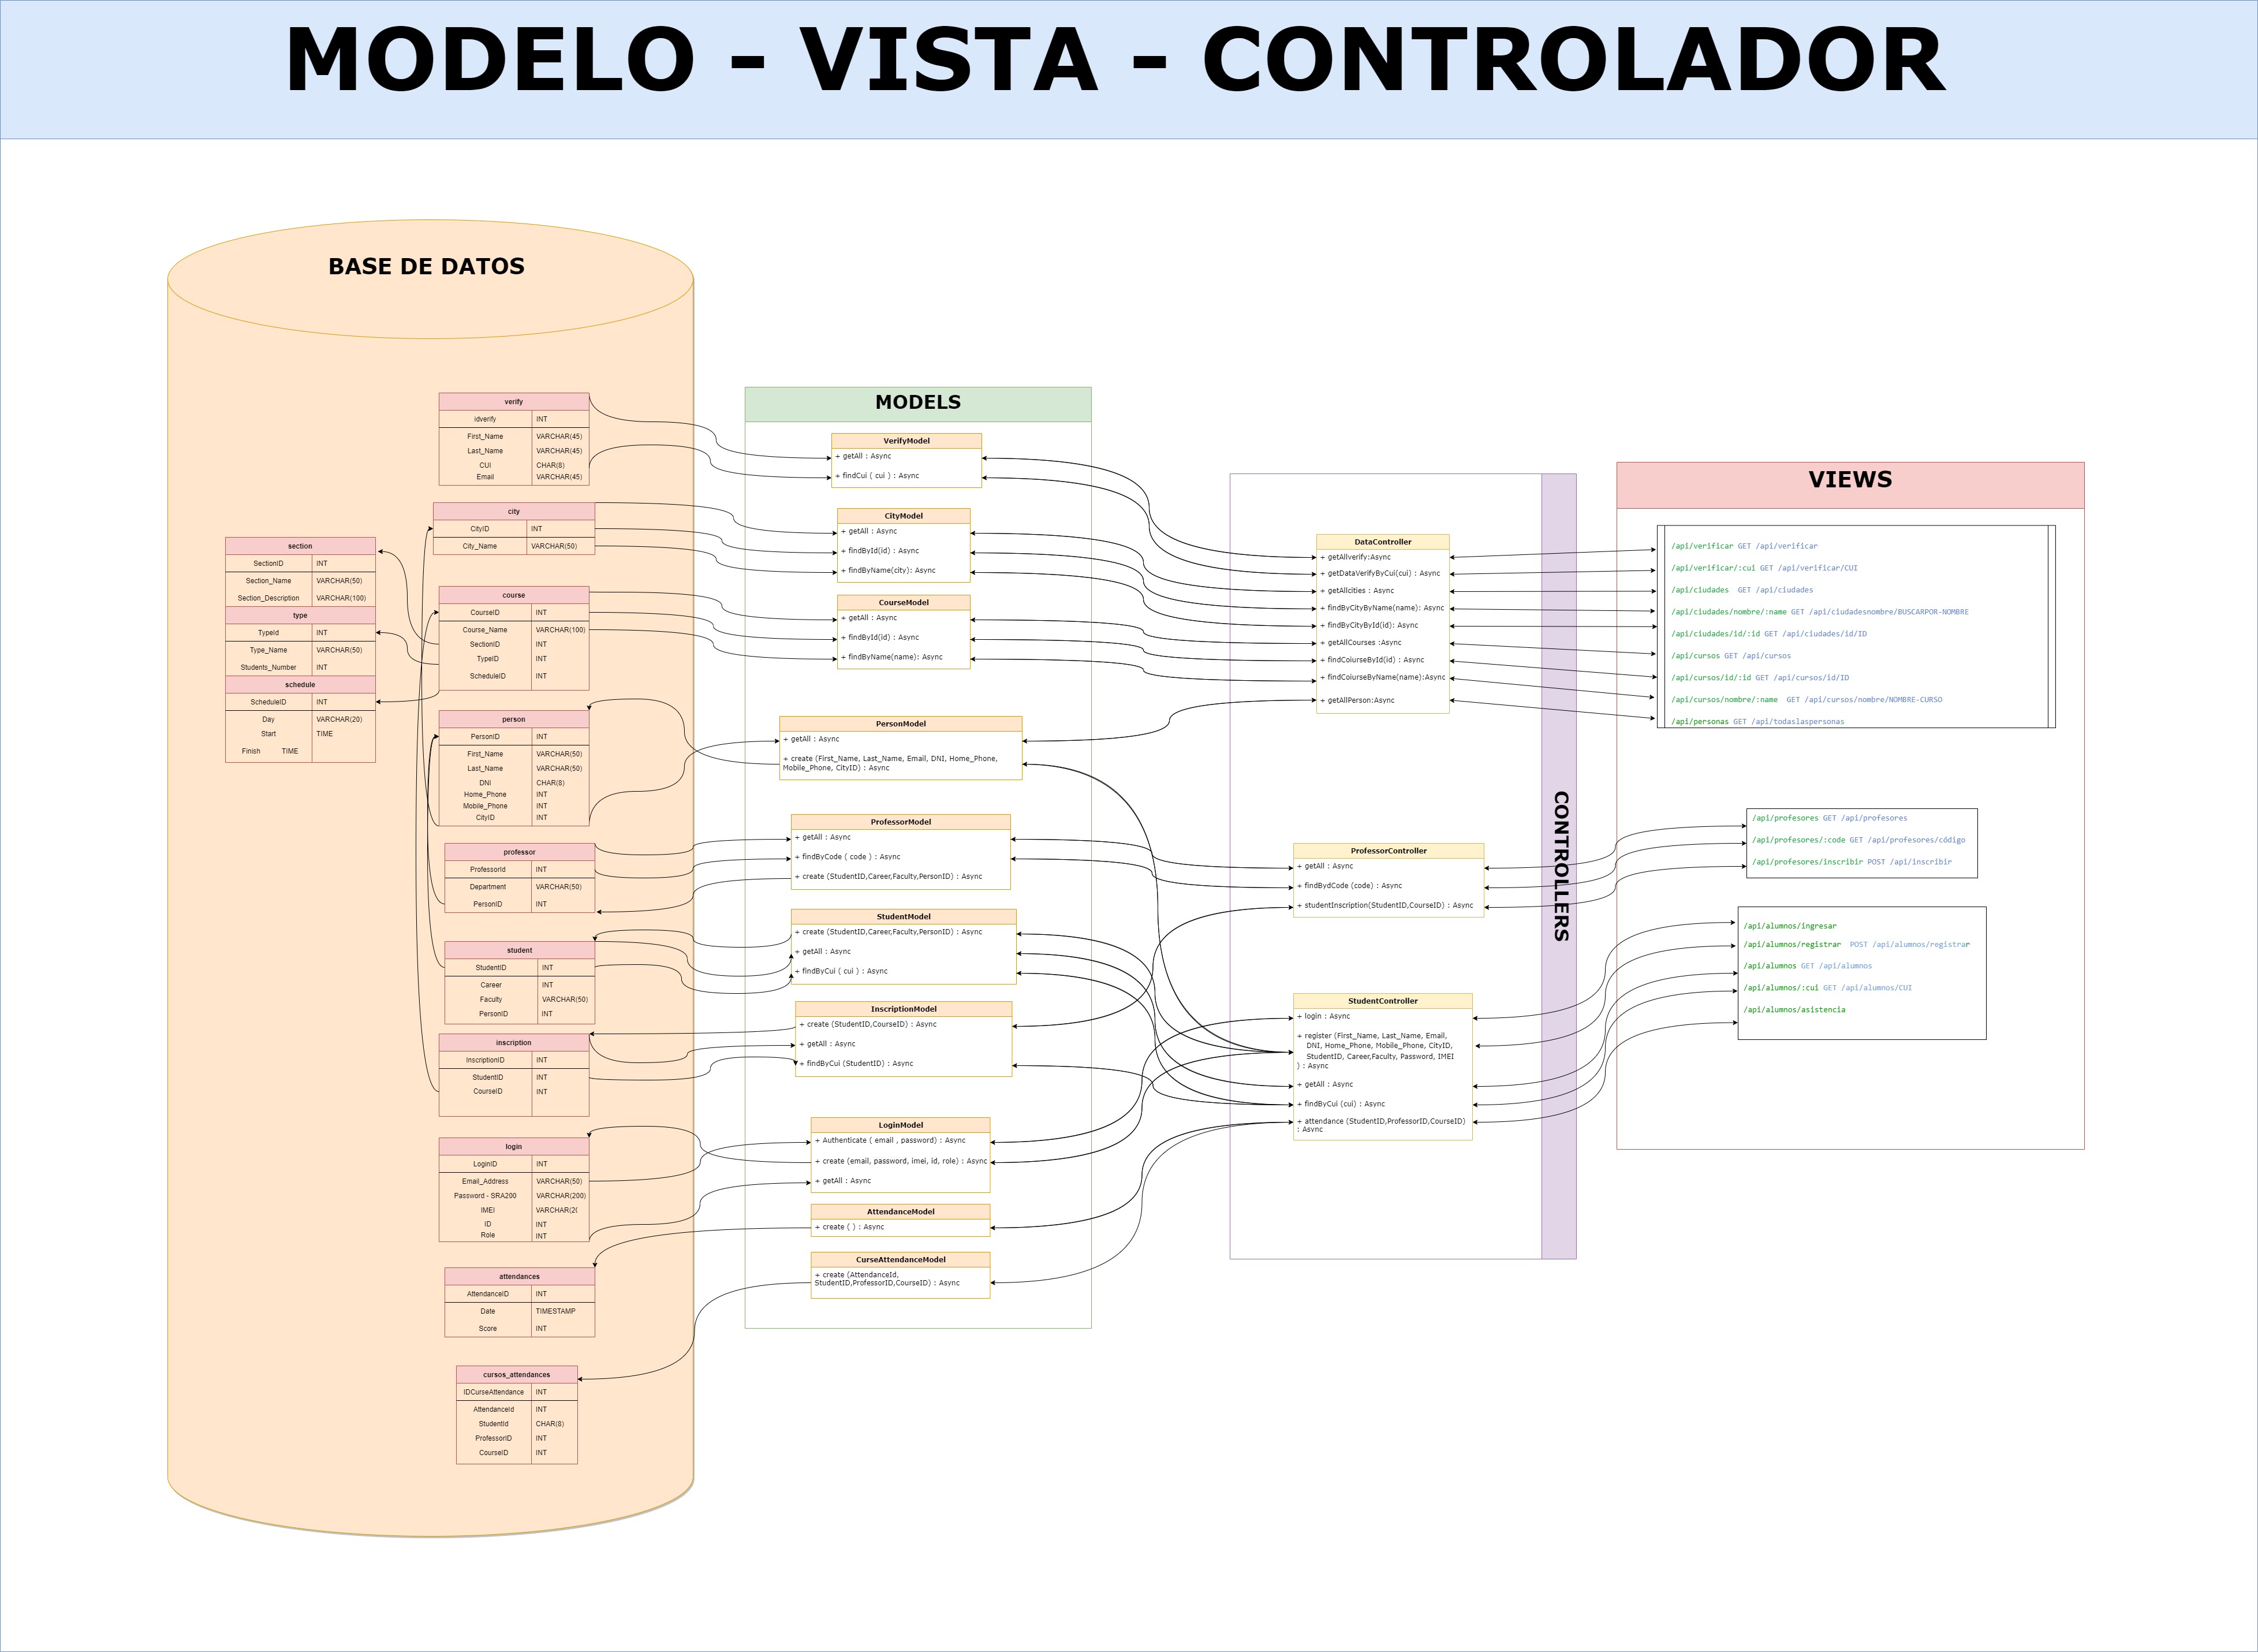 MODELO - VISTA - CONTROLADOR
BASE DE DATOS
verify
idverify INT
First_Name VARCHAR(45)
Last_Name VARCHAR(45)
CUI CHAR(8)
Email VARCHAR(45)
city
CityID INT
City_Name VARCHAR(50)
section
SectionID INT
Section_Name VARCHAR(50)
Section_Description VARCHAR(100)
type
TypeId INT
Type_Name VARCHAR(50)
Students_Number INT
schedule
ScheduleID INT
Day VARCHAR(20)
Start TIME
Finish TIME
course
CourseID INT
Course_Name VARCHAR(100)
SectionID INT
TypeID INT
ScheduleID INT
person
PersonID INT
First_Name VARCHAR(50)
Last_Name VARCHAR(50)
DNI CHAR(8)
Home_Phone INT
Mobile_Phone INT
CityID INT
professor
ProfessorId INT
Department VARCHAR(50)
PersonID INT
student
StudentID INT
Career INT
Faculty VARCHAR(50)
PersonID INT
inscription
InscriptionID INT
StudentID INT
CourseID INT
login
LoginID INT
Email_Address VARCHAR(50)
Password - SRA200 VARCHAR(200)
IMEI VARCHAR(2(
ID INT
Role INT
attendances
AttendanceID INT
Date TIMESTAMP
Score INT
cursos_attendances
IDCurseAttendance INT
AttendanceId INT
StudentId CHAR(8)
ProfessorID INT
CourseID INT
MODELS
VerifyModel
+ getAll : Async
+ findCui ( cui ) : Async
CityModel
+ getAll : Async
+ findById(id) : Async
+ findByName(city): Async
CourseModel
+ getAll : Async
+ findById(id) : Async
+ findByName(name): Async
PersonModel
+ getAll : Async
+ create (First_Name, Last_Name, Email, DNI, Home_Phone,
Mobile_Phone, CityID) : Async
ProfessorModel
+ getAll : Async
+ findByCode ( code ) : Async
+ create (StudentID,Career,Faculty,PersonID) : Async
StudentModel
+ create (StudentID,Career,Faculty,PersonID) : Async
+ getAll : Async
+ findByCui ( cui ) : Async
InscriptionModel
+ create (StudentID,CourseID) : Async
+ getAll : Async
+ findByCui (StudentID) : Async
LoginModel
+ Authenticate ( email , password) : Async
+ create (email, password, imei, id, role) : Async
+ getAll : Async
AttendanceModel
+ create ( ) : Async
CurseAttendanceModel
+ create (AttendanceId,
StudentID,ProfessorID,CourseID) : Async
CONTROLLERS
DataController
+ getAllverify:Async
+ getDataVerifyByCui(cui) : Async
+ getAllcities : Async
+ findByCityByName(name): Async
+ findByCityById(id): Async
+ getAllCourses :Async
+ findCoiurseById(id) : Async
+ findCoiurseByName(name):Async
+ getAllPerson:Async
ProfessorController
+ getAll : Async
+ findBydCode (code) : Async
+ studentInscription(StudentID,CourseID) : Async
StudentController
+ login : Async
+ register (First_Name, Last_Name, Email,
DNI, Home_Phone, Mobile_Phone, CityID,
StudentID, Career,Faculty, Password, IMEI
) : Async
+ getAll : Async
+ findByCui (cui) : Async
+ attendance (StudentID,ProfessorID,CourseID)
: Async
VIEWS
/api/verificar GET /api/verificar
/api/verificar/:cui GET /api/verificar/CUI
/api/ciudades GET /api/ciudades
/api/ciudades/nombre/:name GET /api/ciudadesnombre/BUSCARPOR-NOMBRE
/api/ciudades/id/:id GET /api/ciudades/id/ID
/api/cursos GET /api/cursos
/api/cursos/id/:id GET /api/cursos/id/ID
/api/cursos/nombre/:name GET /api/cursos/nombre/NOMBRE-CURSO
/api/personas GET /api/todaslaspersonas
/api/profesores GET /api/profesores
/api/profesores/:code GET /api/profesores/cddigo
/api/profesores/inscribir POST /api/inscribir
/api/alumnos/ingresar
/api/alumnos/registrar POST /api/alumnos/registrar
/api/alumnos GET /api/alumnos
/api/alumnos/:cui GET /api/alumnos/CUI
/api/alumnos/asistencia